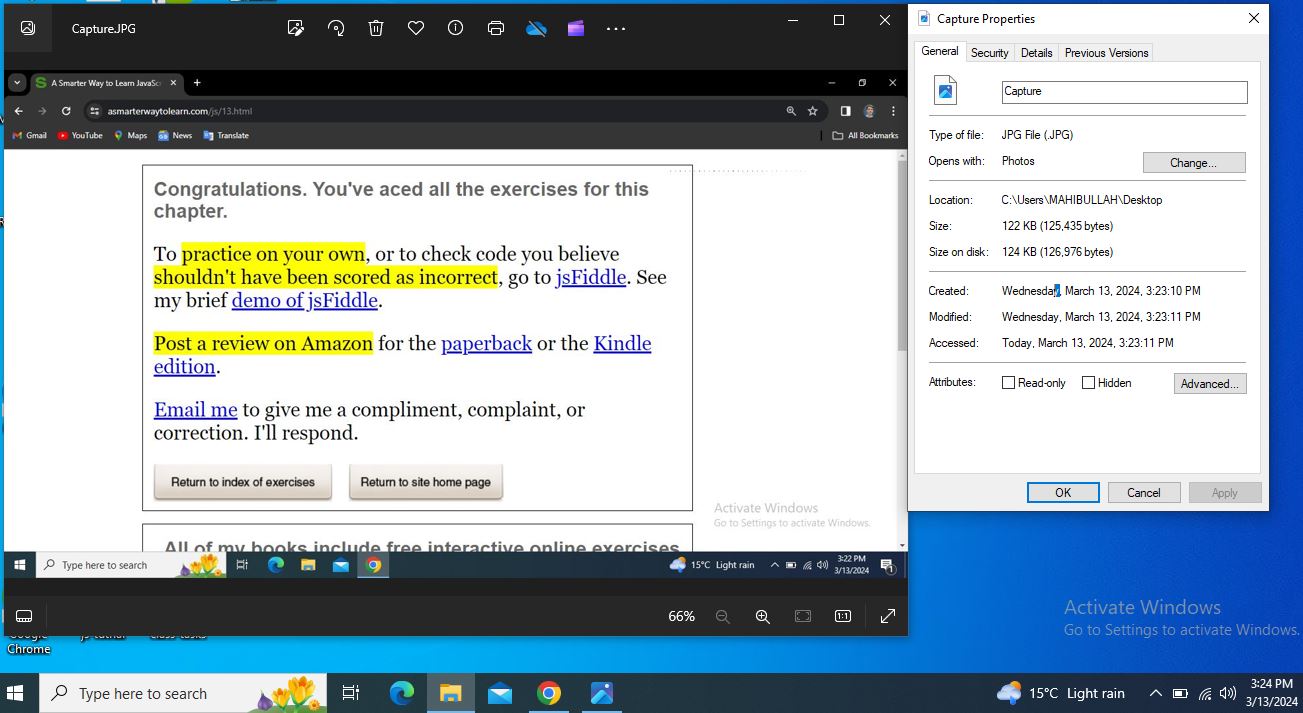 CaptureJPG
A Smarter Way to Learn JavaSc
asmarterwaytolearn.com/js/13.html
Gmail YouTube Maps News Translate All Bookmarks
Congratulations. You've aced all the exercises for this
chapter.
To practice on your own, or to check code you believe
shouldn't have been scored as incorrect, go to jsFiddle. See
my brief demo of jsFiddle.
Post a review on Amazon for the paperback or the Kindle
edition.
Email me to give me a compliment, complaint, or
correction. I'll respond.
Return to index of exercises Return to site home page
Activate Windows
Go to Settings to activate Windows.
All of my books include free interactive online exercises
Type here to search 15°C Light rain 3:22 PM
3/13/2024
1
66% 1:1
Capture Properties
General Security Details Previous Versions
Capture
Type of file: JPG File (.JPG)
Opens with: Photos Change...
Location: C:\Users\MAHIBULLAH\Desktop
Size: 122 KB (125,435 bytes)
Size on disk: 124 KB (126,976 bytes)
Created: Wednesday, March 13, 2024, 3:23:10 PM
Modified: Wednesday, March 13, 2024, 3:23:11 PM
Accessed: Today, March 13, 2024, 3:23:11 PM
Attributes: Read-only Hidden Advanced...
OK Cancel Apply
Activate Windows
Go to Settings to activate Windows.
Google
Chrome
Type here to search 15°C Light rain 3:24 PM
3/13/2024